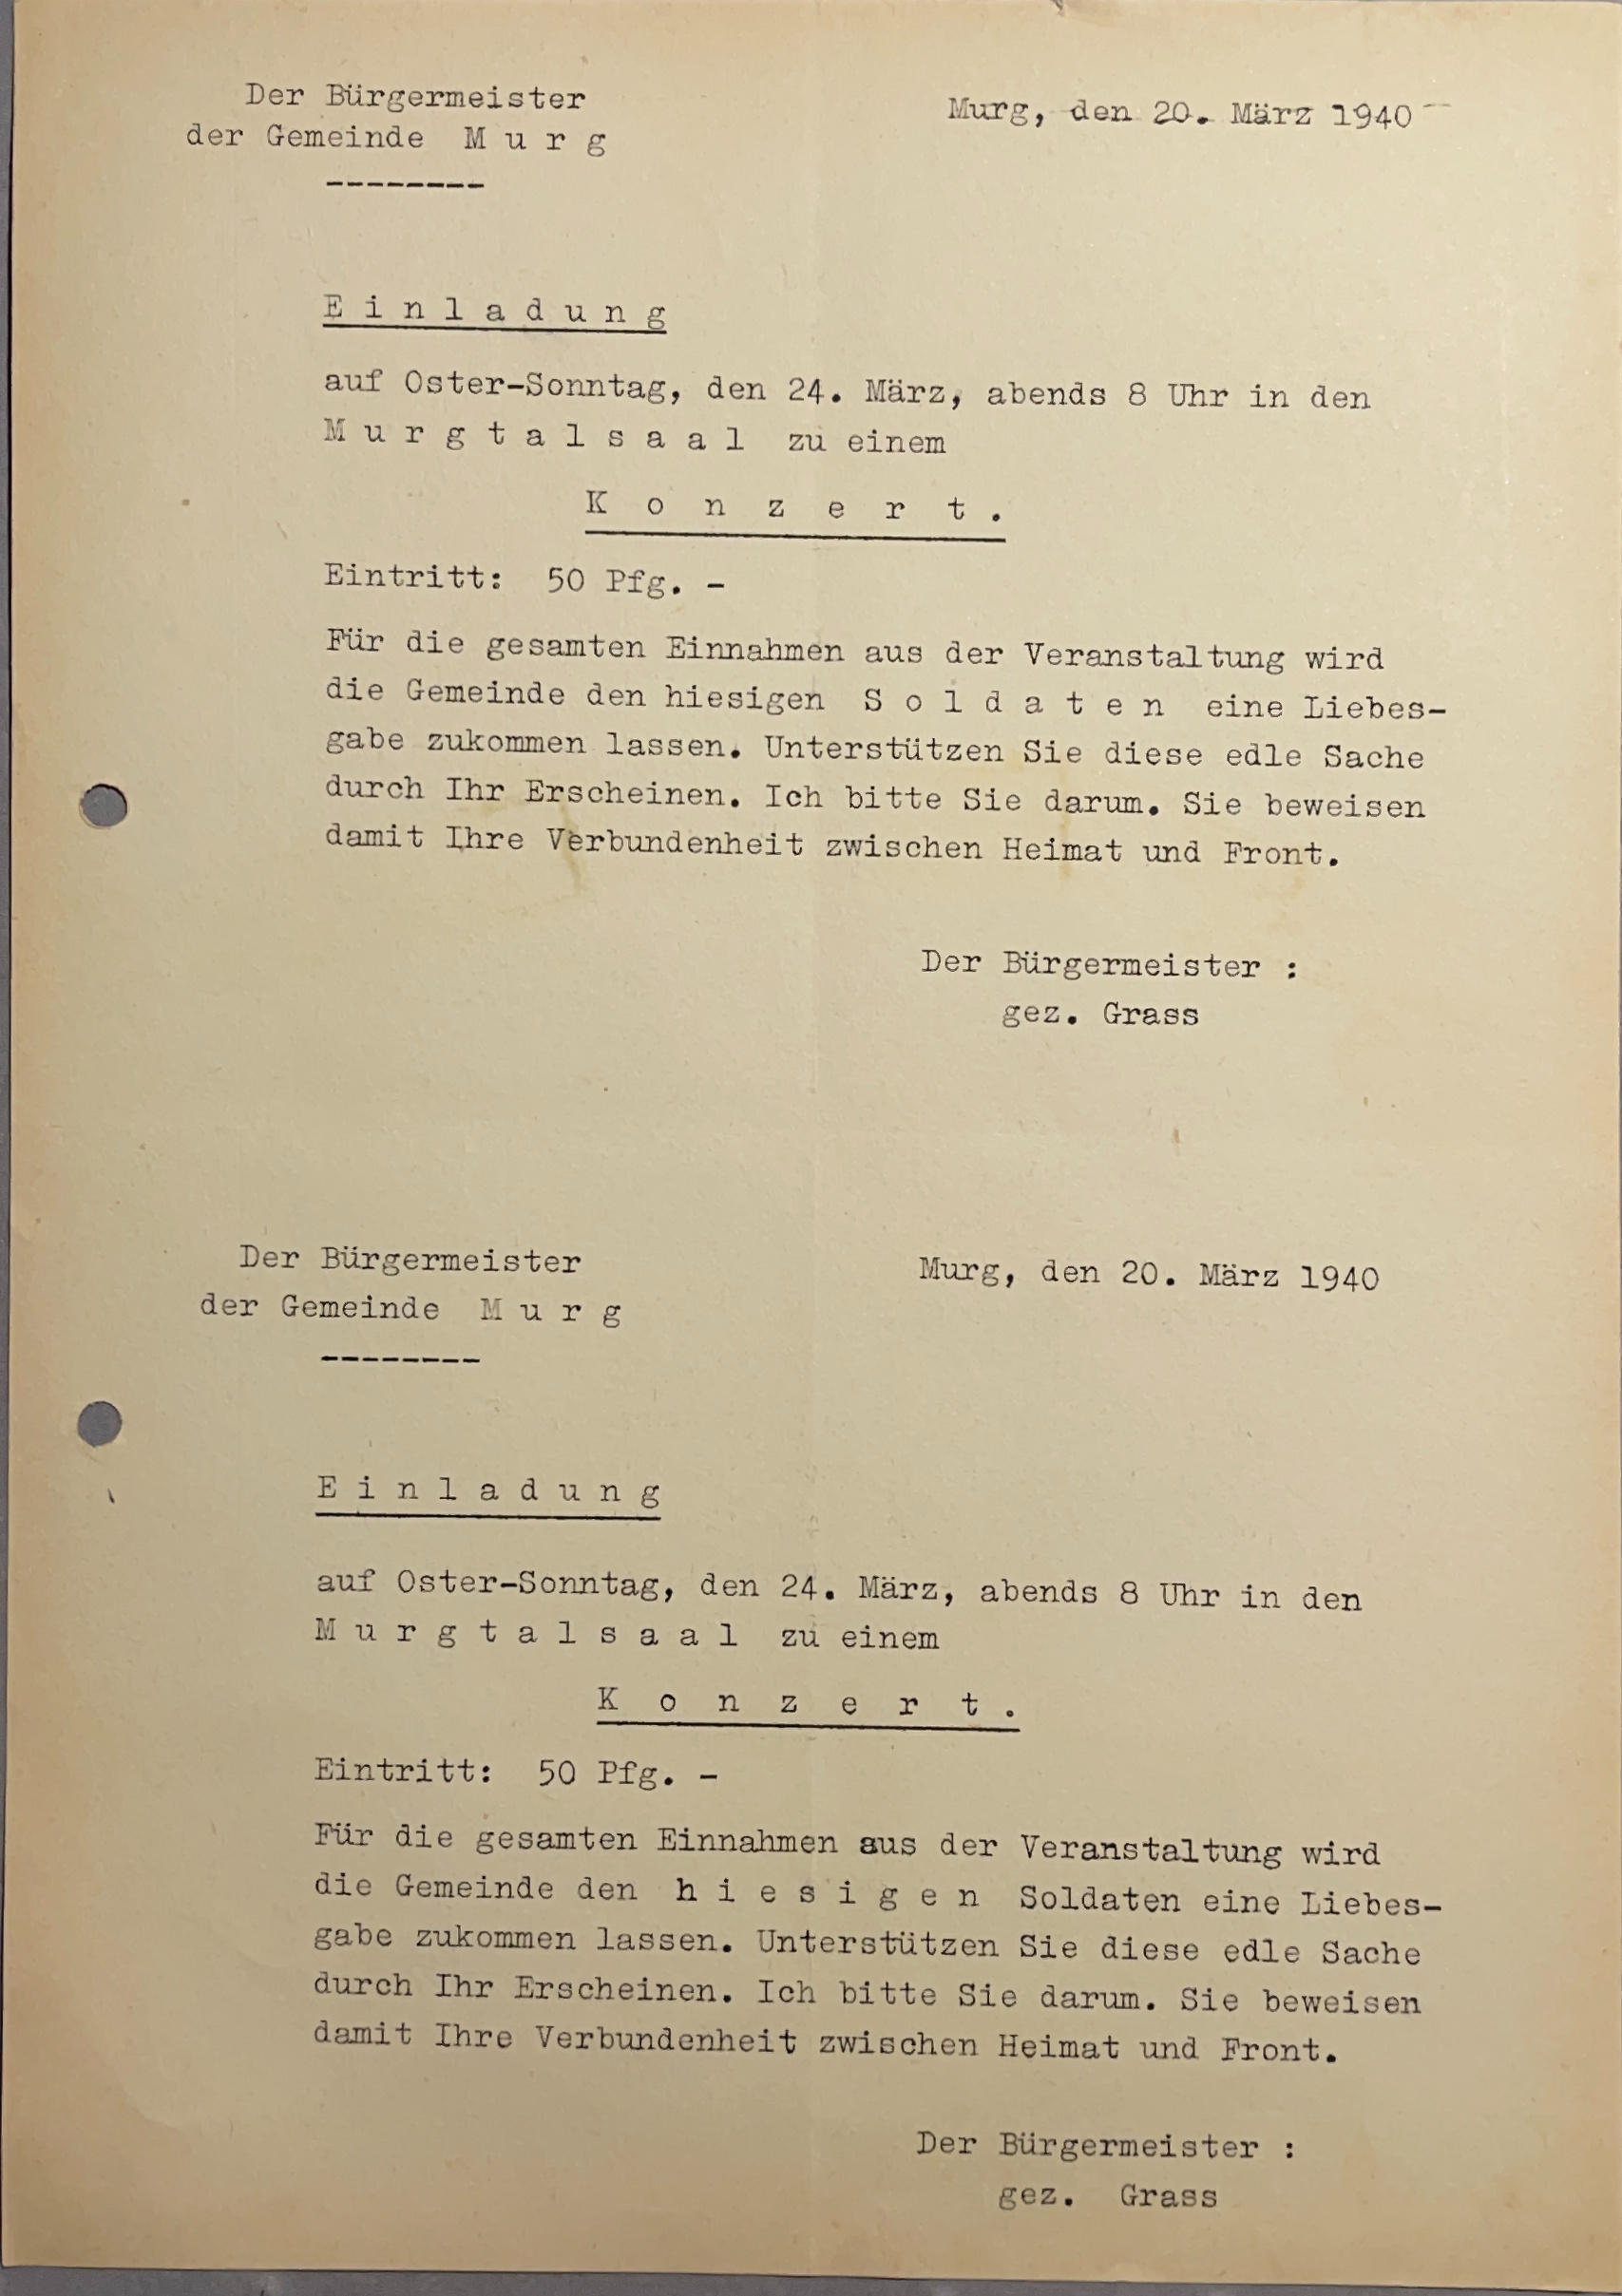 Der Bürgermeister
der Gemeinde M u r g
--------
Murg, den 20. März 1940
E i n l a d u n g
auf Oster-Sonntag, den 24. März, abends 8 Uhr in den
M u r g t a l s a a l zu einem
K o n z e r t .
Eintritt: 50 Pfg. -
Für die gesamten Einnahmen aus der Veranstaltung wird
die Gemeinde den hiesigen S o l d a t e n eine Liebes-
gabe zukommen lassen. Unterstützen Sie diese edle Sache
durch Ihr Erscheinen. Ich bitte Sie darum. Sie beweisen
damit Ihre Verbundenheit zwischen Heimat und Front.
Der Bürgermeister :
gez. Grass
Der Bürgermeister
der Gemeinde M u r g
--------
Murg, den 20. März 1940
E i n l a d u n g
auf Oster-Sonntag, den 24. März, abends 8 Uhr in den
M u r g t a l s a a l zu einem
K o n z e r t .
Eintritt: 50 Pfg. -
Für die gesamten Einnahmen aus der Veranstaltung wird
die Gemeinde den h i e s i g e n Soldaten eine Liebes-
gabe zukommen lassen. Unterstützen Sie diese edle Sache
durch Ihr Erscheinen. Ich bitte Sie darum. Sie beweisen
damit Ihre Verbundenheit zwischen Heimat und Front.
Der Bürgermeister :
gez. Grass